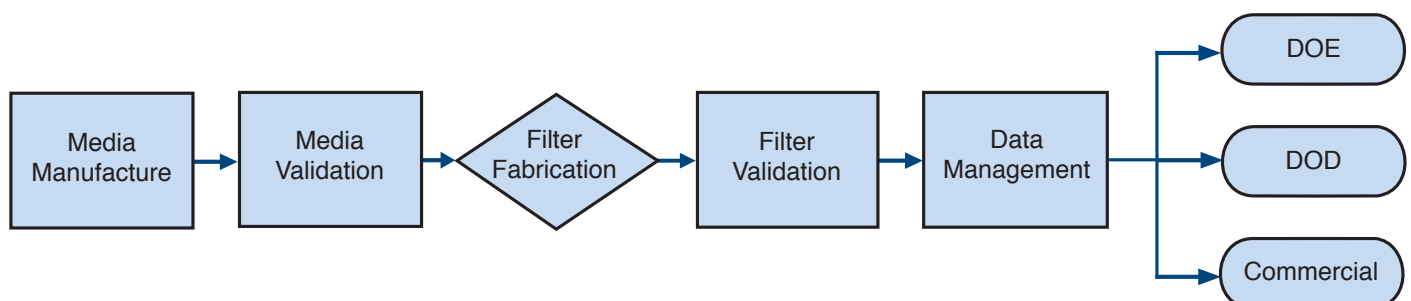 Media
Manufacture
Media
Validation
Filter
Fabrication
Filter
Validation
Data
Management
DOE
DOD
Commercial